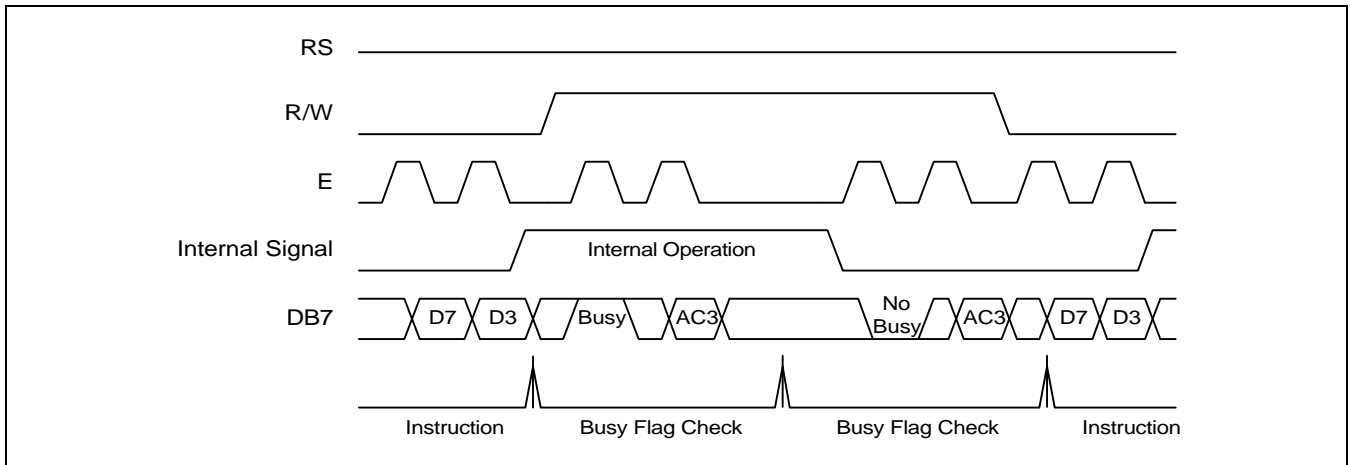 RS
R/W
E
Internal Signal
Internal Operation
DB7
D7
D3
Busy
AC3
No
Busy
AC3
D7
D3
Instruction
Busy Flag Check
Busy Flag Check
Instruction